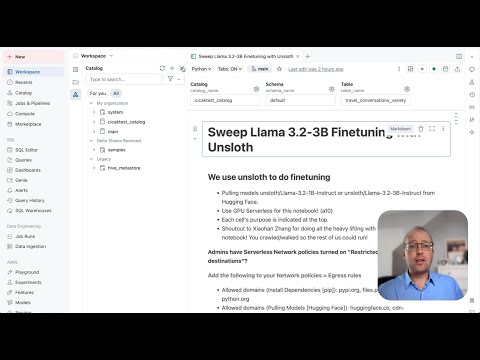 + New
Workspace
Recents
Catalog
Jobs & Pipelines
Compute
Marketplace
SQL
SQL Editor
Queries
Dashboards
Genie
Alerts
Query History
SQL Warehouses
Data Engineering
Job Runs
Data Ingestion
AI/ML
Playground
Experiments
Features
Models
Workspace
Catalog
Type to search...
For you
All
My organization
system
cicaktest_catalog
main
Delta Shares Received
samples
Legacy
hive_metastore
Sweep Llama 3.2-3B Finetuning with Unsloth
Python
Tabs: ON
main
Last edit was 2 hours ago
Catalog
catalog_name
cicaktest_catalog
Schema
schema_name
default
Table
table_name
travel_conversations_variety
Markdown
Sweep Llama 3.2-3B Finetuning
Unsloth
We use unsloth to do finetuning
• Pulling models unsloth/Llama-3.2-1B-Instruct or unsloth/Llama-3.2-3B-Instruct from
Hugging Face.
• Use GPU Serverless for this notebook! (a10)
• Each cell's purpose is indicated at the top.
• Shoutout to Xiaohan Zhang for doing all the heavy lifting with
notebook! You crawled/walked so the rest of us could run!
Admins have Serverless Network policies turned on "Restricted
destinations"?
Add the following to your Network policies > Egress rules
• Allowed domains (Install Dependencies [pip]): pypi.org, files.p
python.org
• Allowed domains (Pulling Models [Hugging Face]): huggingface.co, cdn-